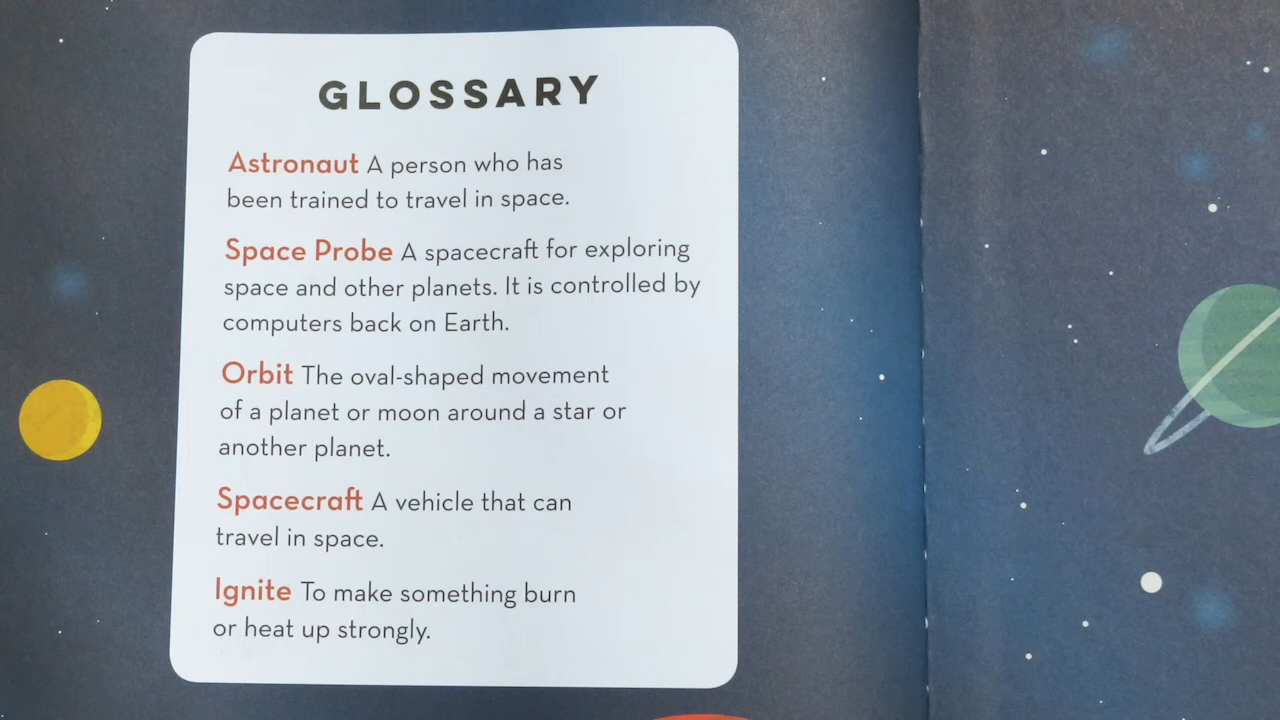 GLOSSARY
Astronaut A person who has
been trained to travel in space.
Space Probe A spacecraft for exploring
space and other planets. It is controlled by
computers back on Earth.
Orbit The oval-shaped movement
of a planet or moon around a star or
another planet.
Spacecraft A vehicle that can
travel in space.
Ignite To make something burn
or heat up strongly.